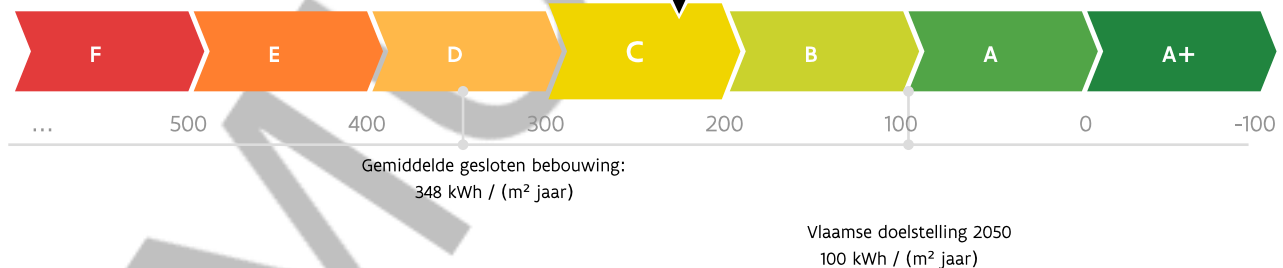 F E D C B A A+
... 500 400 300 200 100 0 -100
Gemiddelde gesloten bebouwing:
348 kWh / (m² jaar)
Vlaamse doelstelling 2050
100 kWh / (m² jaar)